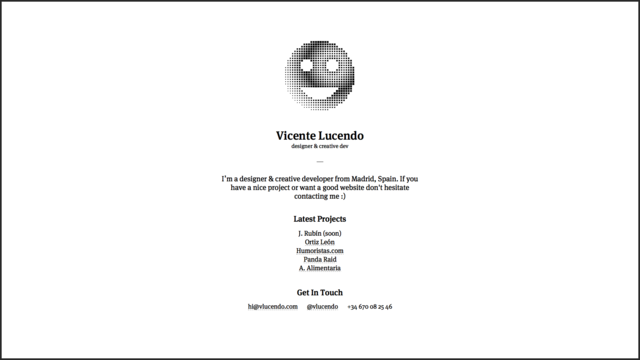 Vicente Lucendo
designer & creative dev
—
I'm a designer & creative developer from Madrid, Spain. If you
have a nice project or want a good website don't hesitate
contacting me :)
Latest Projects
J. Rubín (soon)
Ortiz León
Humoristas.com
Panda Raid
A. Alimentaria
Get In Touch
hi@vlucendo.com @vlucendo +34 670 08 25 46